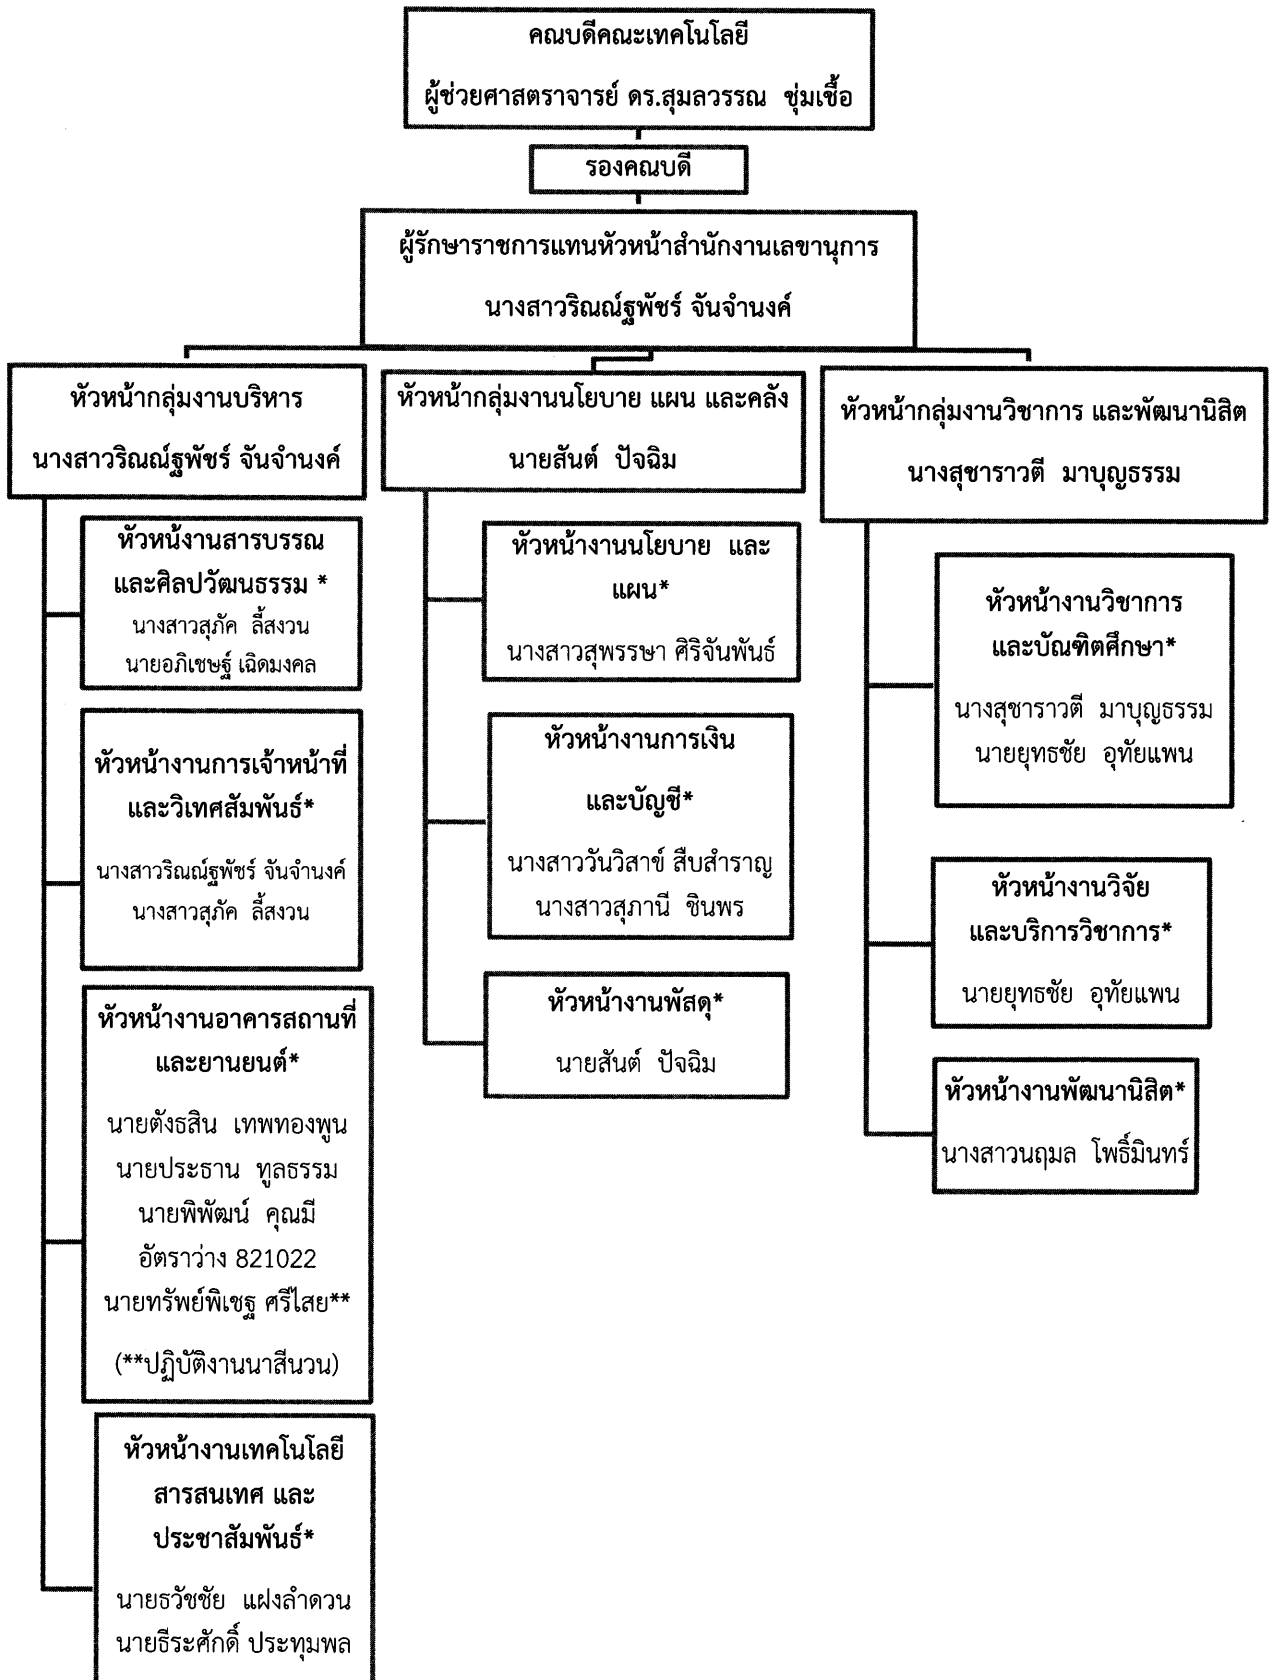 คณบดีคณะเทคโนโลยี
ผู้ช่วยศาสตราจารย์ ดร.สุมลวรรณ ชุ่มเชื้อ
รองคณบดี
ผู้รักษาราชการแทนหัวหน้าสำนักงานเลขานุการ
นางสาวริณณ์ฐพัชร์ จันจำนงค์
หัวหน้ากลุ่มงานบริหาร
นางสาวริณณ์ฐพัชร์ จันจำนงค์
หัวหน้งานสารบรรณ
และศิลปวัฒนธรรม *
นางสาวสุภัค ลี้สงวน
นายอภิเชษฐ์ เฉิดมงคล
หัวหน้างานการเจ้าหน้าที่
และวิเทศสัมพันธ์*
นางสาวริณณ์ฐพัชร์ จันจำนงค์
นางสาวสุภัค ลี้สงวน
หัวหน้างานอาคารสถานที่
และยานยนต์*
นายตังธสิน เทพทองพูน
นายประธาน ทูลธรรม
นายพิพัฒน์ คุณมี
อัตราว่าง 821022
นายทรัพย์พิเชฐ ศรีไสย**
(**ปฏิบัติงานนาสีนวน)
หัวหน้างานเทคโนโลยี
สารสนเทศ และ
ประชาสัมพันธ์*
นายธวัชชัย แฝงลำดวน
นายธีระศักดิ์ ประทุมพล
หัวหน้ากลุ่มงานนโยบาย แผน และคลัง
นายสันต์ ปัจฉิม
หัวหน้างานนโยบาย และ
แผน*
นางสาวสุพรรษา ศิริจันพันธ์
หัวหน้างานการเงิน
และบัญชี*
นางสาววันวิสาข์ สืบสำราญ
นางสาวสุภานี ชินพร
หัวหน้างานพัสดุ*
นายสันต์ ปัจฉิม
หัวหน้ากลุ่มงานวิชาการ และพัฒนานิสิต
นางสุชาราวตี มาบุญธรรม
หัวหน้างานวิชาการ
และบัณฑิตศึกษา*
นางสุชาราวตี มาบุญธรรม
นายยุทธชัย อุทัยแพน
หัวหน้างานวิจัย
และบริการวิชาการ*
นายยุทธชัย อุทัยแพน
หัวหน้างานพัฒนานิสิต*
นางสาวนฤมล โพธิ์มินทร์